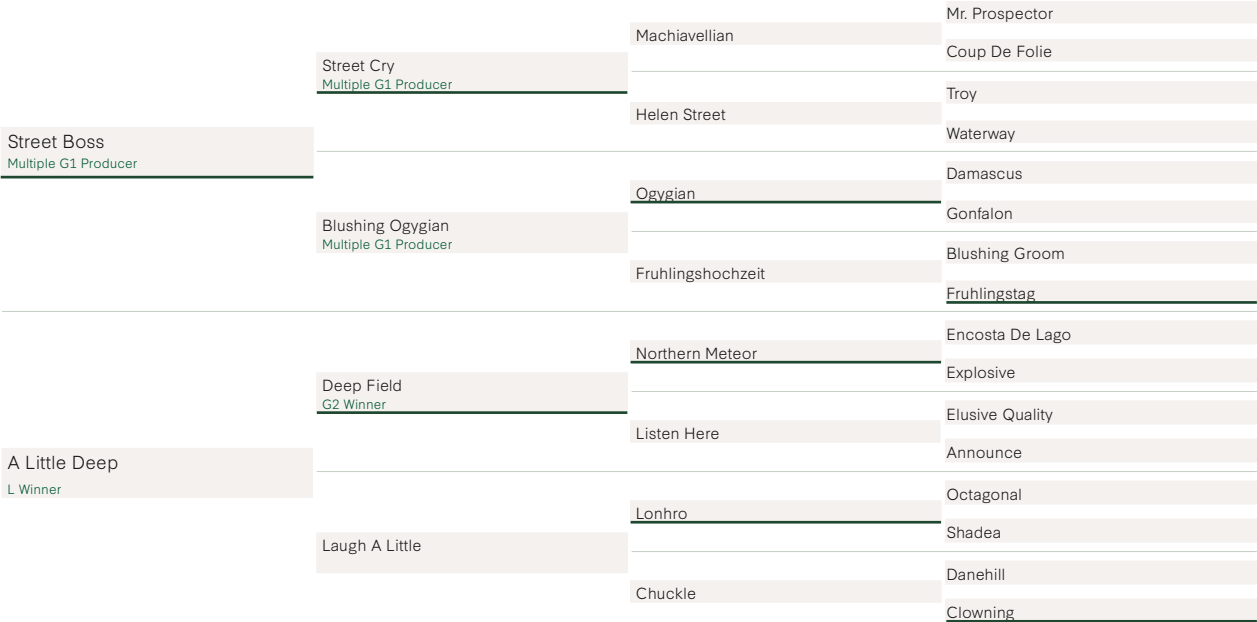 Street Boss
Multiple G1 Producer
A Little Deep
L Winner
Street Cry
Multiple G1 Producer
Blushing Ogygian
Multiple G1 Producer
Deep Field
G2 Winner
Laugh A Little
Machiavellian
Helen Street
Ogygian
Fruhlingshochzeit
Northern Meteor
Listen Here
Lonhro
Chuckle
Mr. Prospector
Coup De Folie
Troy
Waterway
Damascus
Gonfalon
Blushing Groom
Fruhlingstag
Encosta De Lago
Explosive
Elusive Quality
Announce
Octagonal
Shadea
Danehill
Clowning